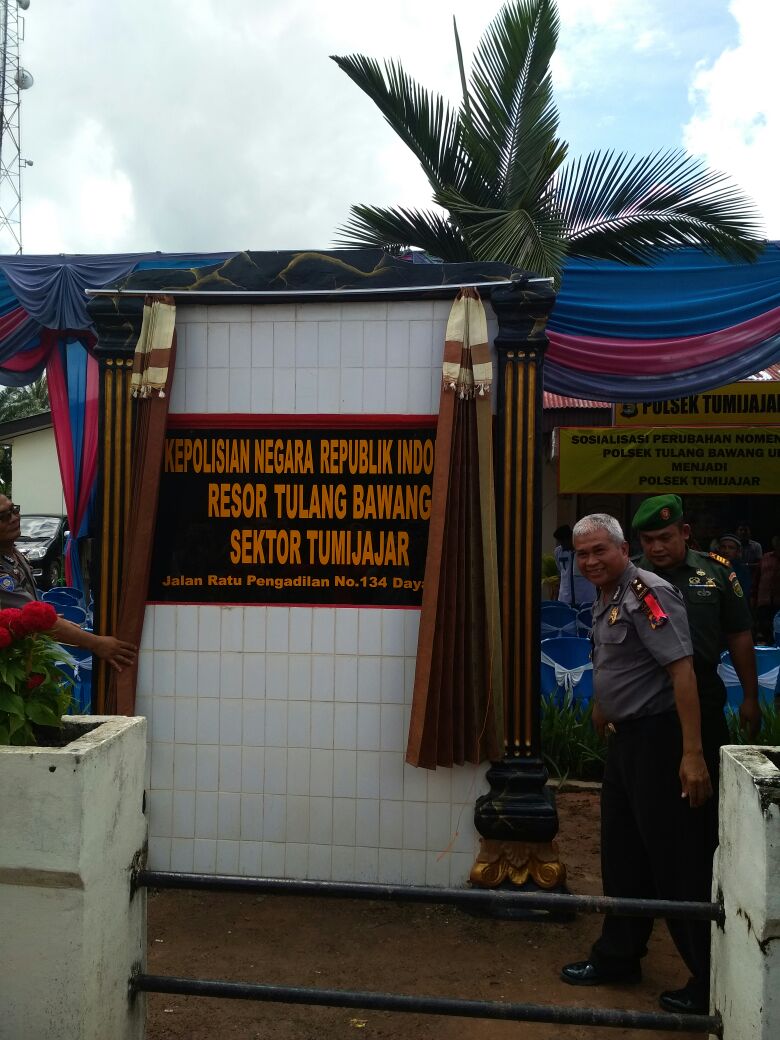 KEPOLISIAN NEGARA REPUBLIK INDO
RESOR TULANG BAWANG
SEKTOR TUMIJAJAR
Jalan Ratu Pengadilan No.134 Daya
POLSEK TUMIJAJAR
SOSIALISASI PERUBAHAN NOMEN
POLSEK TULANG BAWANG U
MENJADI
POLSEK TUMIJAJAR